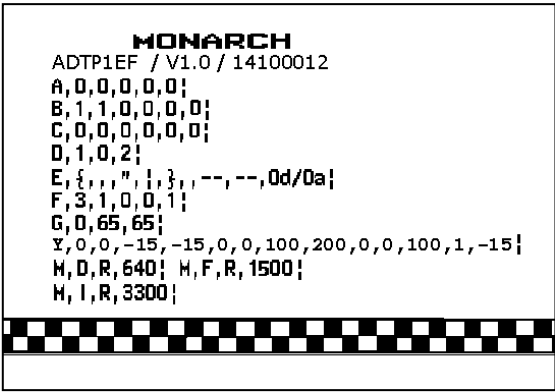 MONARCH
ADTP1EF / V1.0 / 14100012
A,0,0,0,0,0¦
B,1,1,0,0,0,0¦
C,0,0,0,0,0,0¦
D,1,0,2¦
E,{,,,",¦,},,--,--,0d/0a¦
F,3,1,0,0,1¦
G,0,65,65¦
Y,0,0,-15,-15,0,0,100,200,0,0,100,1,-15¦
M,D,R,640¦ M,F,R,1500¦
M,I,R,3300¦